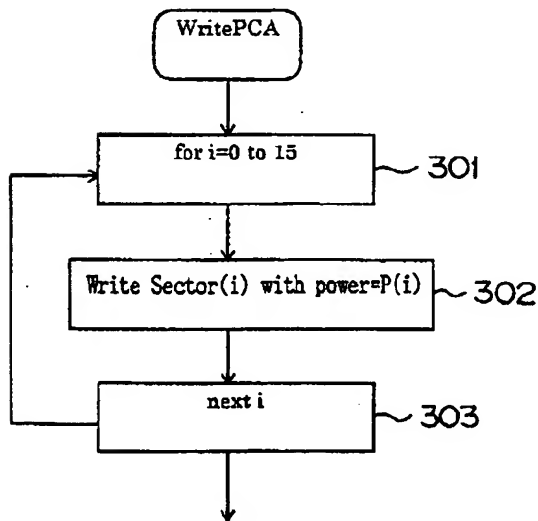 WritePCA
for i=0 to 15
301
Write Sector(i) with power=P(i)
302
next i
303